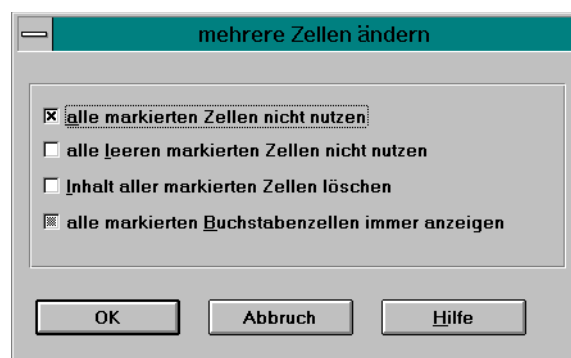 mehrere Zellen ändern
alle markierten Zellen nicht nutzen
alle leeren markierten Zellen nicht nutzen
Inhalt aller markierten Zellen löschen
alle markierten Buchstabenzellen immer anzeigen
OK Abbruch Hilfe